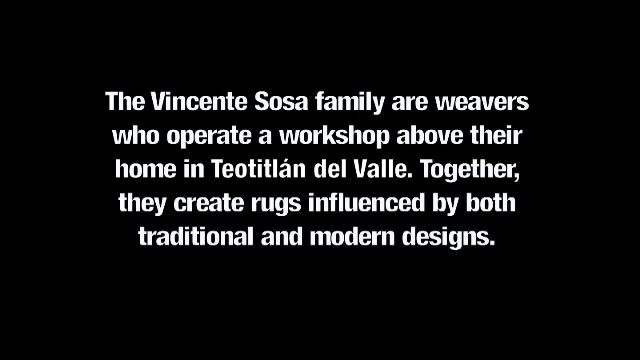 The Vincente Sosa family are weavers
who operate a workshop above their
home in Teotitlán del Valle. Together,
they create rugs influenced by both
traditional and modern designs.